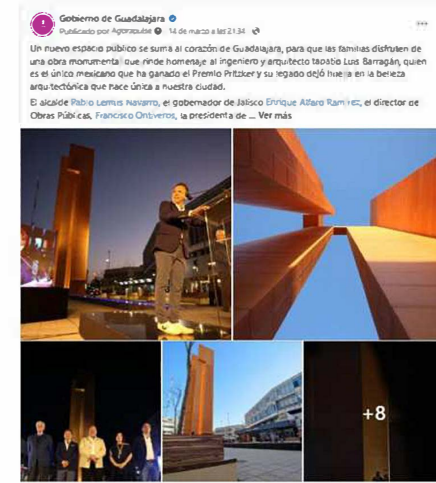 Gobierno de Guadalajara
Publicado por Agorapulse · 14 de marzo a las 21:34 ·
Un nuevo espacio público se suma al corazón de Guadalajara, para que las familias disfruten de
una obra monumental que rinde homenaje al ingeniero y arquitecto tapatío Luis Barragán, quien
es el único mexicano que ha ganado el Premio Pritzker y su legado dejó huella en la belleza
arquitectónica que hace única a nuestra ciudad.
El alcalde Pablo Lemus Navarro, el gobernador de Jalisco Enrique Alfaro Ramírez, el director de
Obras Públicas, Francisco Ontiveros, la presidenta de ... Ver más
+8